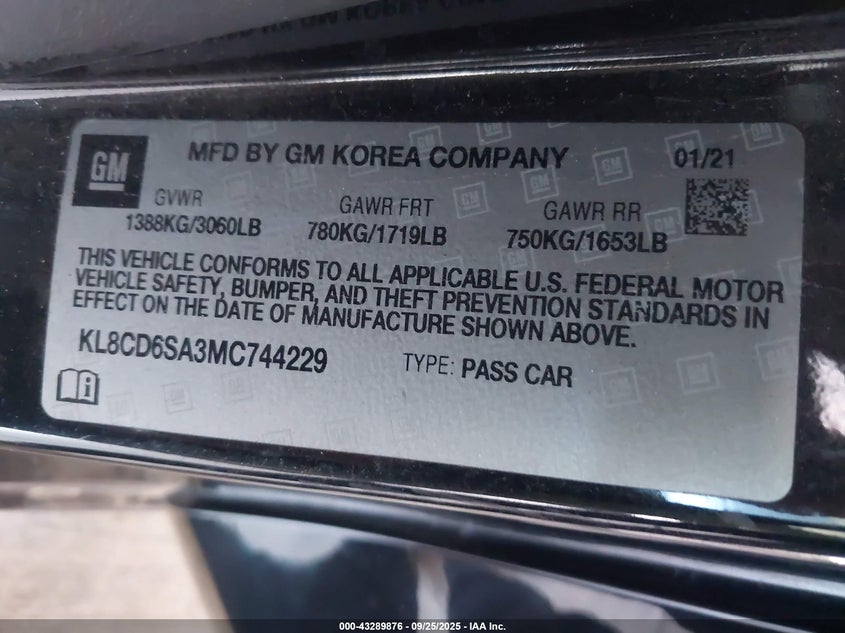 GM
MFD BY GM KOREA COMPANY 01/21
GVWR GAWR FRT GAWR RR
1388KG/3060LB 780KG/1719LB 750KG/1653LB
THIS VEHICLE CONFORMS TO ALL APPLICABLE U.S. FEDERAL MOTOR
VEHICLE SAFETY, BUMPER, AND THEFT PREVENTION STANDARDS IN
EFFECT ON THE DATE OF MANUFACTURE SHOWN ABOVE.
KL8CD6SA3MC744229 TYPE: PASS CAR
000-43289876 - 09/25/2025 - IAA Inc.